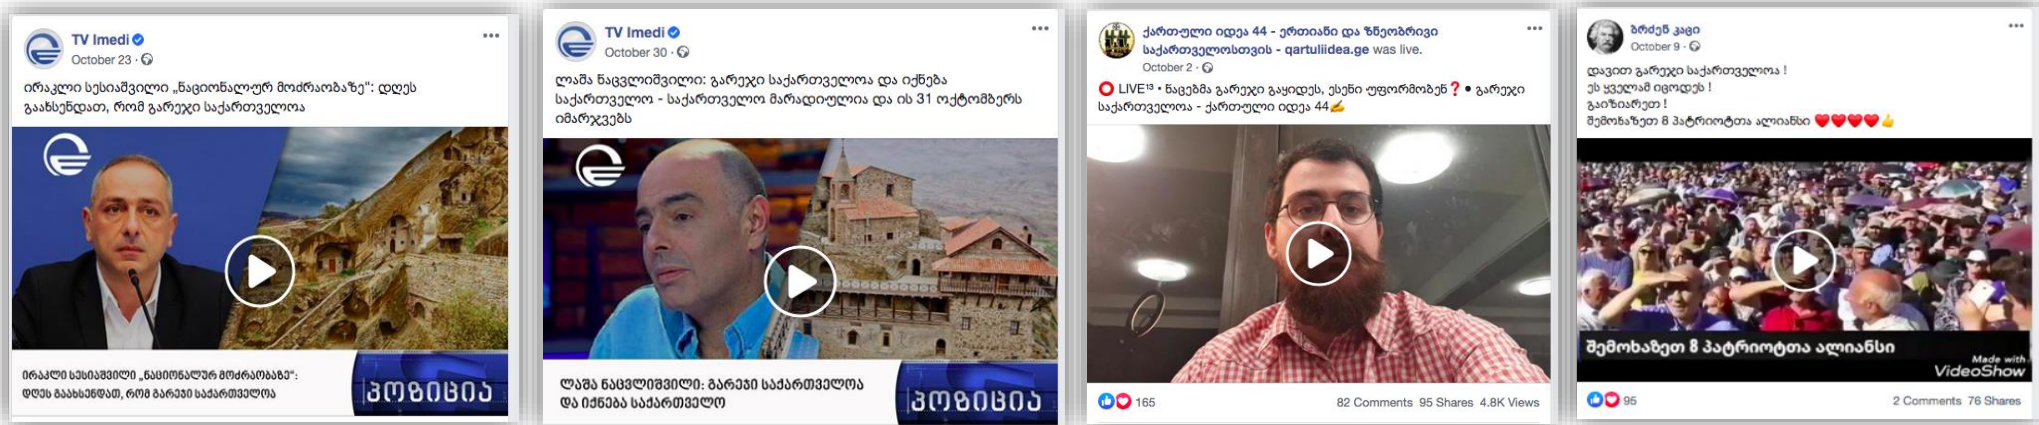 TV Imedi
October 23
ირაკლი სესიაშვილი „ნაციონალურ მოძრაობაზე“: დღეს
გაახსენდათ, რომ გარეჯი საქართველოა
ირაკლი სესიაშვილი „ნაციონალურ მოძრაობაზე“:
დღეს გაახსენდათ, რომ გარეჯი საქართველოა
პოზიცია
TV Imedi
October 30
ლაშა ნაცვლიშვილი: გარეჯი საქართველოა და იქნება
საქართველო - საქართველო მარადიულია და ის 31 ოქტომბერს
იმარჯვებს
ლაშა ნაცვლიშვილი: გარეჯი საქართველოა
და იქნება საქართველო
პოზიცია
ქართული იდეა 44 - ერთიანი და ზნეობრივი
საქართველოსთვის - qartuliidea.ge was live.
October 2
⭕ LIVE¹³ • ნაცებმა გარეჯი გაყიდეს, ესენი უფორმობენ❓● გარეჯი
საქართველოა - ქართული იდეა 44✍
165
82 Comments 95 Shares 4.8K Views
ბრძენ კაცი
October 9
დავით გარეჯი საქართველოა !
ეს ყველამ იცოდეს !
გაიზიარეთ !
შემოხაზეთ 8 პატრიოტთა ალიანსი ❤❤❤❤👍
შემოხაზეთ 8 პატრიოტთა ალიანსი
Made with
VideoShow
95
2 Comments 76 Shares